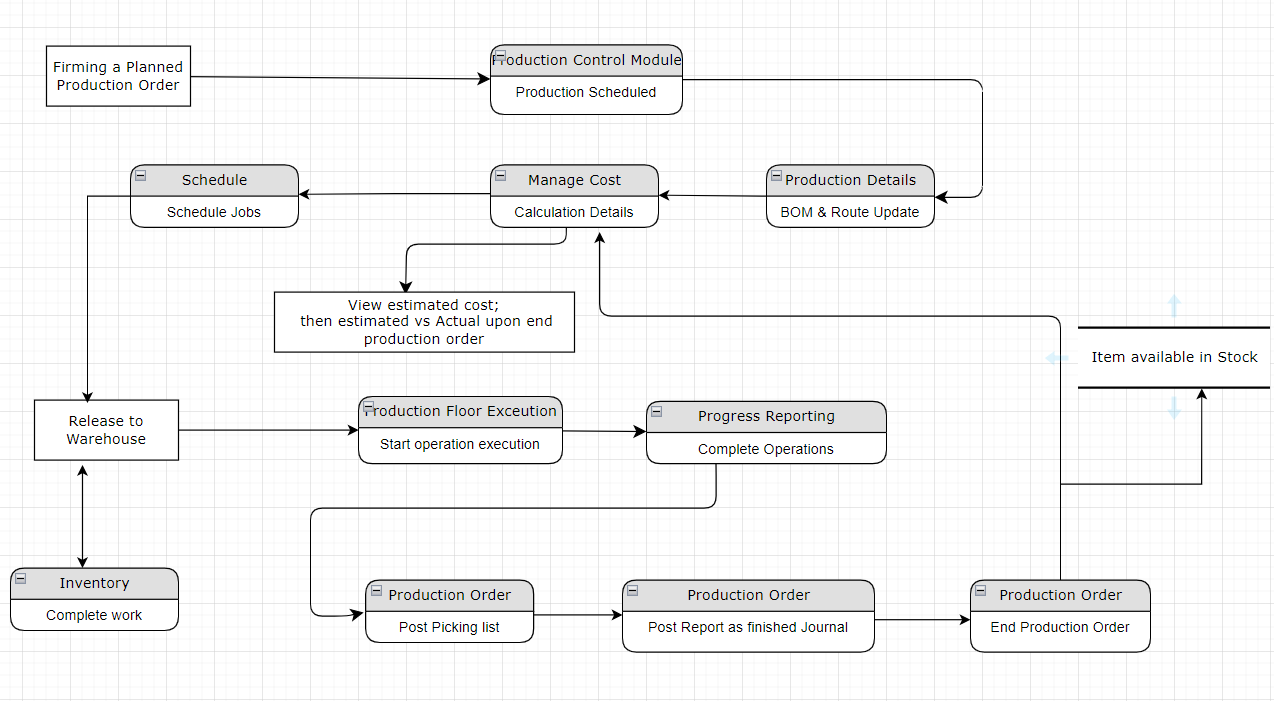 Firming a Planned
Production Order
Production Control Module
Production Scheduled
Schedule
Schedule Jobs
Manage Cost
Calculation Details
Production Details
BOM & Route Update
View estimated cost;
then estimated vs Actual upon end
production order
Item available in Stock
Release to
Warehouse
Production Floor Excecution
Start operation execution
Progress Reporting
Complete Operations
Inventory
Complete work
Production Order
Post Picking list
Production Order
Post Report as finished Journal
Production Order
End Production Order